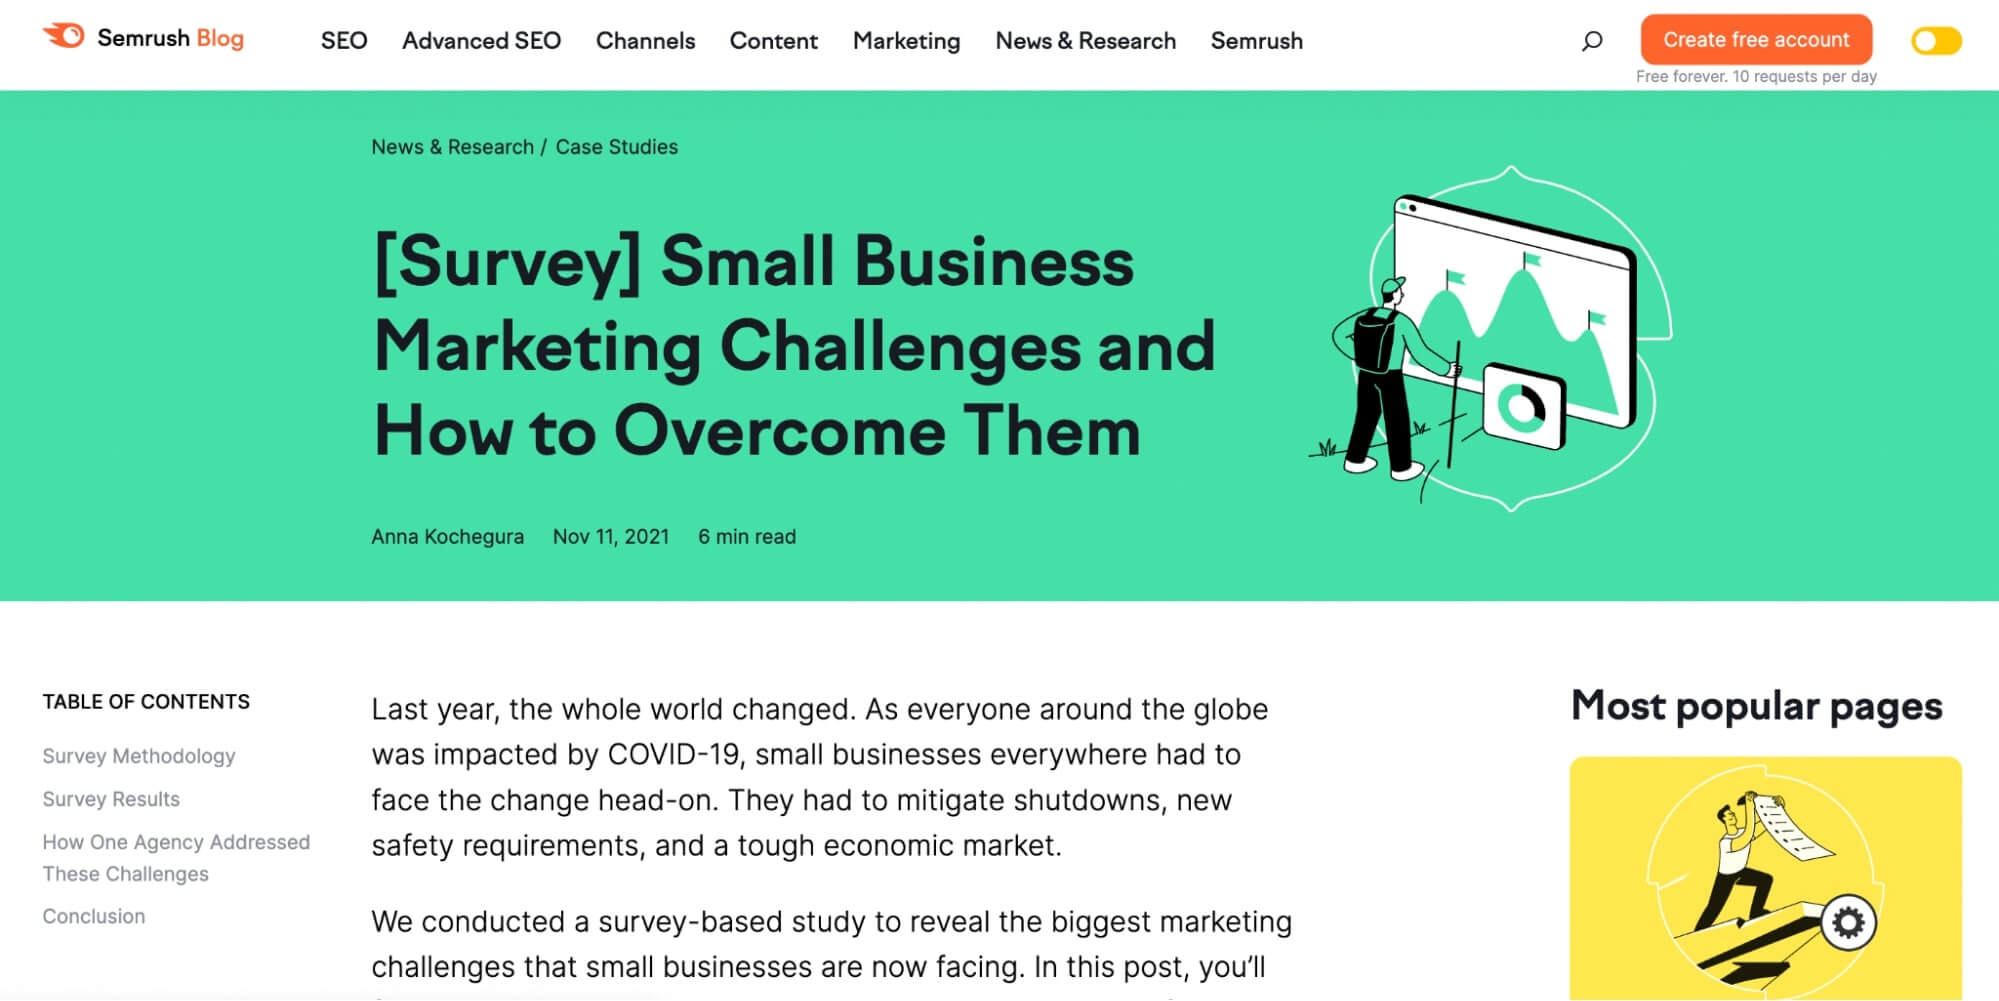 Semrush Blog
SEO
Advanced SEO
Channels
Content
Marketing
News & Research
Semrush
Create free account
Free forever. 10 requests per day
News & Research / Case Studies
[Survey] Small Business
Marketing Challenges and
How to Overcome Them
Anna Kochegura
Nov 11, 2021
6 min read
TABLE OF CONTENTS
Survey Methodology
Survey Results
How One Agency Addressed
These Challenges
Conclusion
Last year, the whole world changed. As everyone around the globe
was impacted by COVID-19, small businesses everywhere had to
face the change head-on. They had to mitigate shutdowns, new
safety requirements, and a tough economic market.
We conducted a survey-based study to reveal the biggest marketing
challenges that small businesses are now facing. In this post, you’ll
Most popular pages